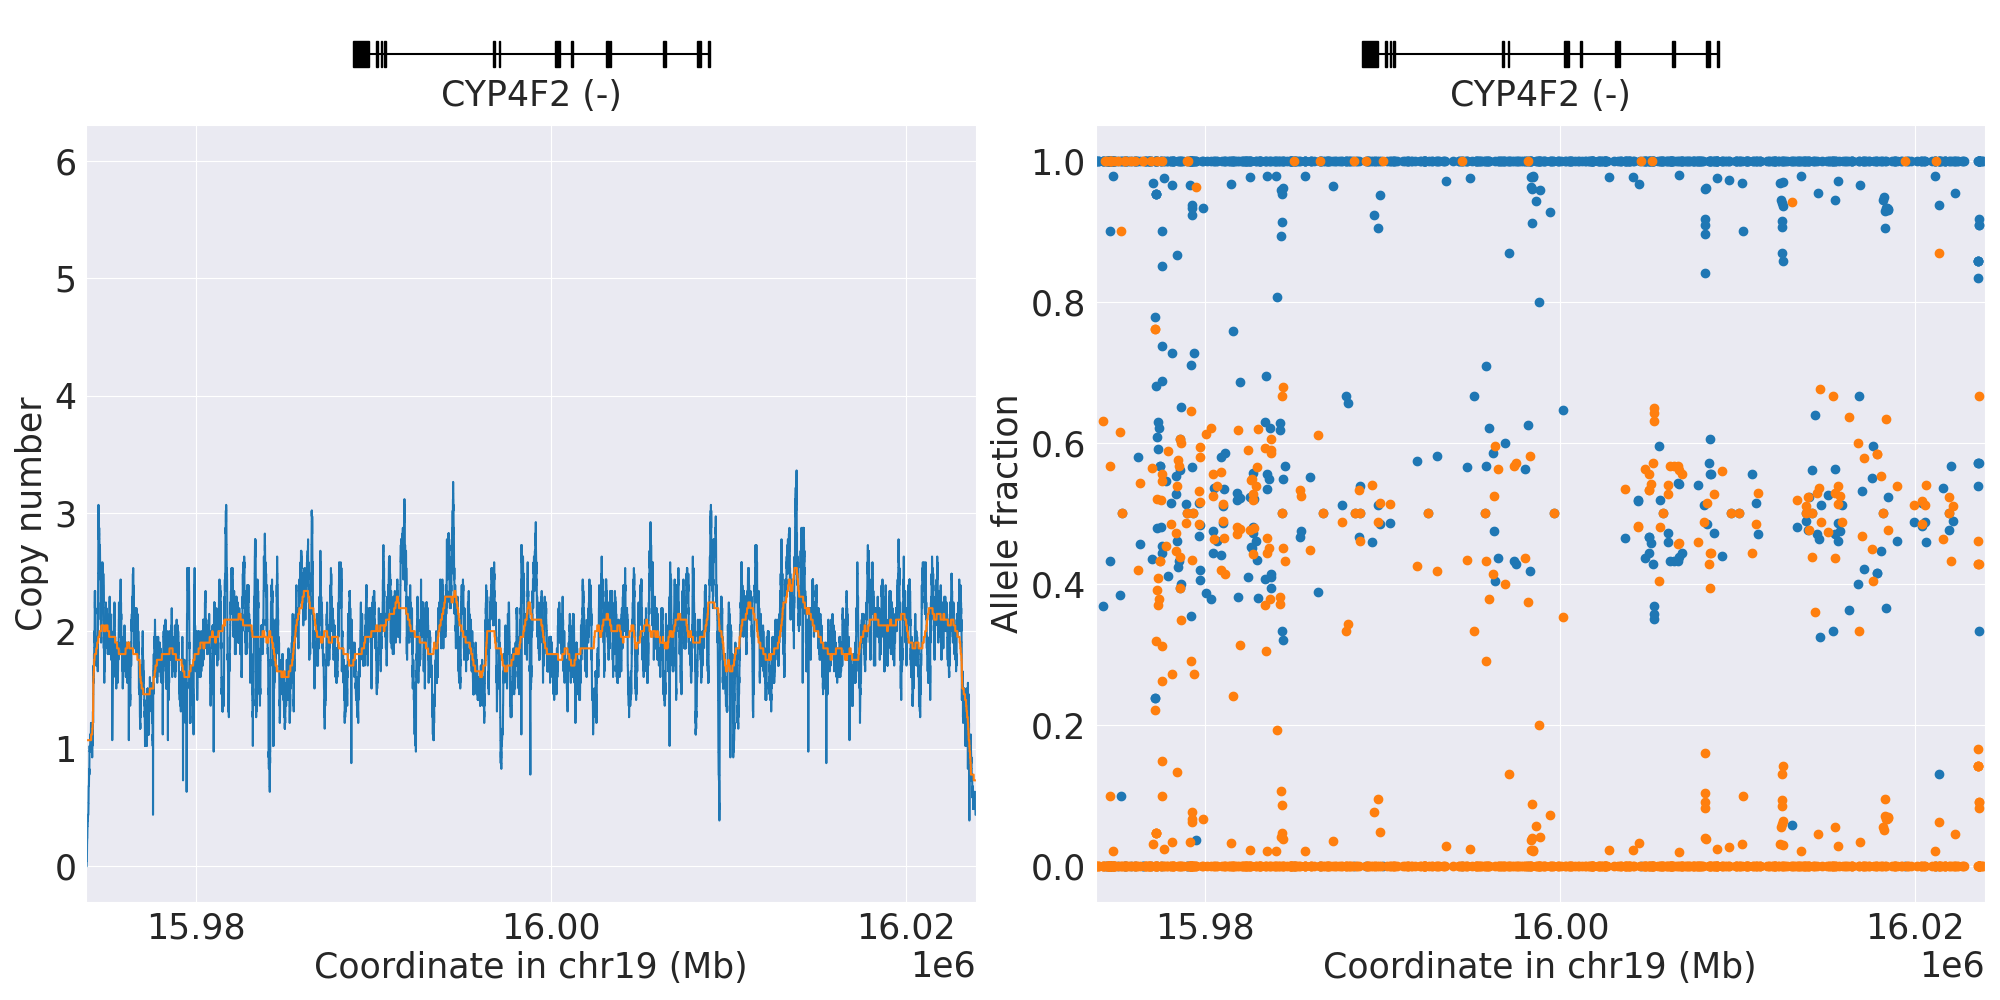 CYP4F2 (-)
Copy number
6
5
4
3
2
1
0
15.98 16.00 16.02
Coordinate in chr19 (Mb)
1e6
CYP4F2 (-)
Allele fraction
1.0
0.8
0.6
0.4
0.2
0.0
15.98 16.00 16.02
Coordinate in chr19 (Mb)
1e6